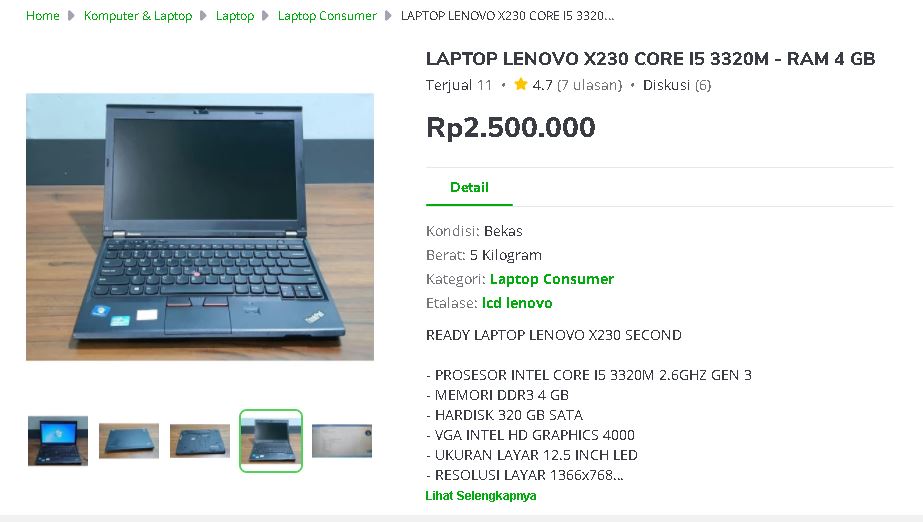 Home Komputer & Laptop Laptop Laptop Consumer LAPTOP LENOVO X230 CORE I5 3320...
LAPTOP LENOVO X230 CORE I5 3320M - RAM 4 GB
Terjual 11 • 4.7 (7 ulasan) • Diskusi (6)
Rp2.500.000
Detail
Kondisi: Bekas
Berat: 5 Kilogram
Kategori: Laptop Consumer
Etalase: lcd lenovo
READY LAPTOP LENOVO X230 SECOND
- PROSESOR INTEL CORE I5 3320M 2.6GHZ GEN 3
- MEMORI DDR3 4 GB
- HARDISK 320 GB SATA
- VGA INTEL HD GRAPHICS 4000
- UKURAN LAYAR 12.5 INCH LED
- RESOLUSI LAYAR 1366x768...
Lihat Selengkapnya
ThinkPad